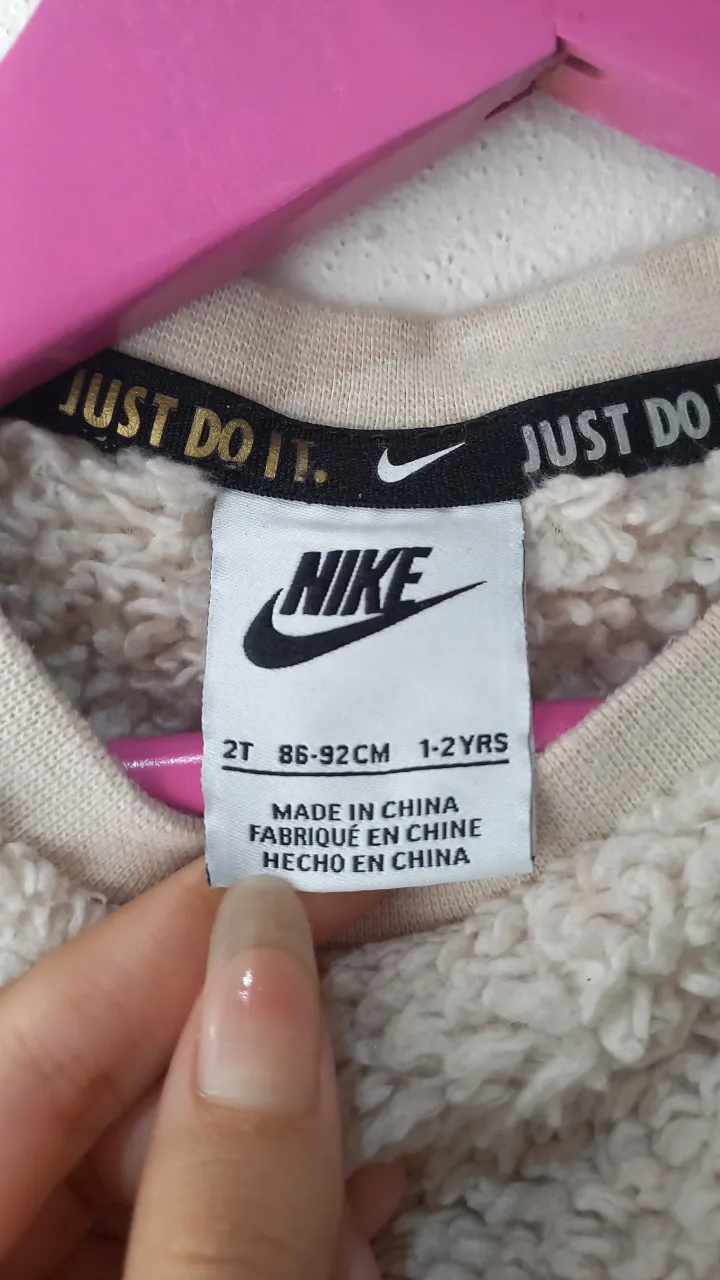 JUST DO IT.
JUST DO
NIKE
2T 86-92CM 1-2YRS
MADE IN CHINA
FABRIQUÉ EN CHINE
HECHO EN CHINA